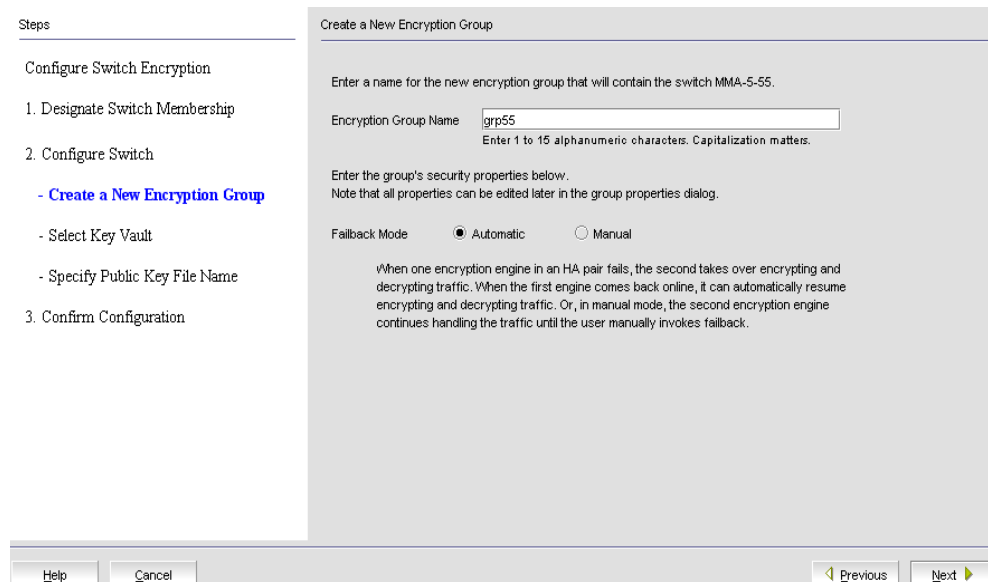 Steps
Configure Switch Encryption
1. Designate Switch Membership
2. Configure Switch
- Create a New Encryption Group
- Select Key Vault
- Specify Public Key File Name
3. Confirm Configuration
Create a New Encryption Group
Enter a name for the new encryption group that will contain the switch MMA-5-55.
Encryption Group Name grp55
Enter 1 to 15 alphanumeric characters. Capitalization matters.
Enter the group's security properties below.
Note that all properties can be edited later in the group properties dialog.
Failback Mode Automatic Manual
When one encryption engine in an HA pair fails, the second takes over encrypting and
decrypting traffic. When the first engine comes back online, it can automatically resume
encrypting and decrypting traffic. Or, in manual mode, the second encryption engine
continues handling the traffic until the user manually invokes failback.
Help Cancel Previous Next